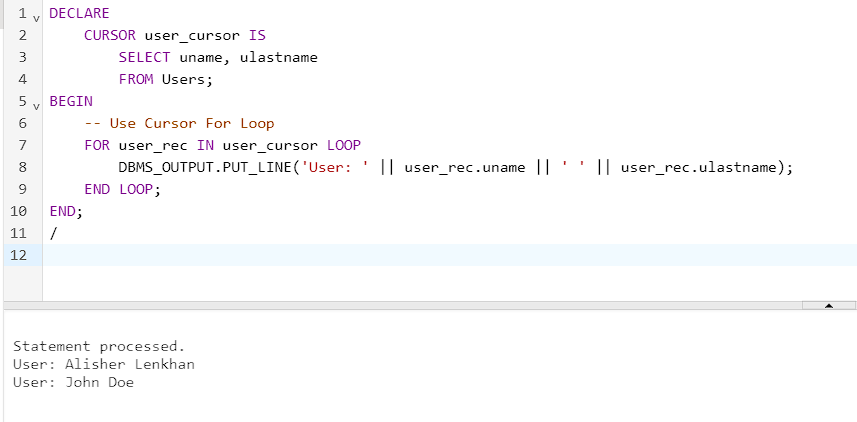 1 DECLARE
2     CURSOR user_cursor IS
3         SELECT uname, ulastname
4         FROM Users;
5 BEGIN
6     -- Use Cursor For Loop
7     FOR user_rec IN user_cursor LOOP
8         DBMS_OUTPUT.PUT_LINE('User: ' || user_rec.uname || ' ' || user_rec.ulastname);
9     END LOOP;
10 END;
11 /
12
Statement processed.
User: Alisher Lenkhan
User: John Doe